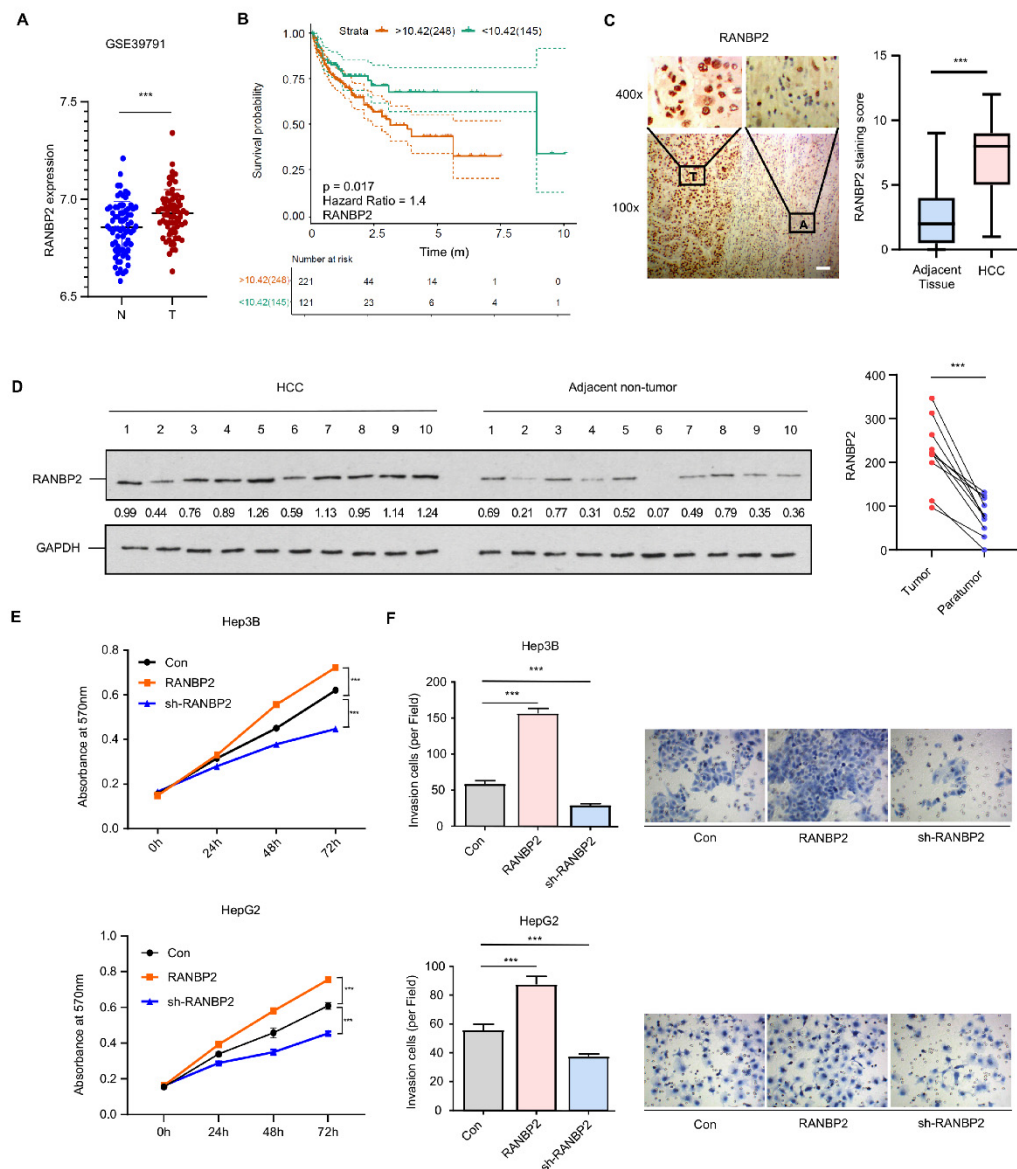 A
GSE39791
***
RANBP2 expression
7.5
7.0
6.5
N T
B
Strata >10.42(248) <10.42(145)
Survival probability
1.00
0.75
0.50
0.25
0.00
p = 0.017
Hazard Ratio = 1.4
RANBP2
0 2.5 5.0 7.5 10
Time (m)
Number at risk
>10.42(248) 221 44 14 1 0
<10.42(145) 121 23 6 4 1
C
RANBP2
400x
100x
T
A
***
RANBP2 staining score
15
10
5
0
Adjacent Tissue
HCC
D
HCC Adjacent non-tumor
1 2 3 4 5 6 7 8 9 10 1 2 3 4 5 6 7 8 9 10
RANBP2
0.99 0.44 0.76 0.89 1.26 0.59 1.13 0.95 1.14 1.24 0.69 0.21 0.77 0.31 0.52 0.07 0.49 0.79 0.35 0.36
GAPDH
***
RANBP2
400
300
200
100
0
Tumor
Paratumor
E
Hep3B
Con
RANBP2
sh-RANBP2
***
***
Absorbance at 570nm
0.8
0.6
0.4
0.2
0.0
0h 24h 48h 72h
HepG2
Con
RANBP2
sh-RANBP2
***
***
Absorbance at 570nm
0.8
0.6
0.4
0.2
0.0
0h 24h 48h 72h
F
Hep3B
***
***
Invasion cells (per Field)
200
150
100
50
0
Con
RANBP2
sh-RANBP2
Con RANBP2 sh-RANBP2
HepG2
***
***
Invasion cells (per Field)
100
80
60
40
20
0
Con
RANBP2
sh-RANBP2
Con RANBP2 sh-RANBP2